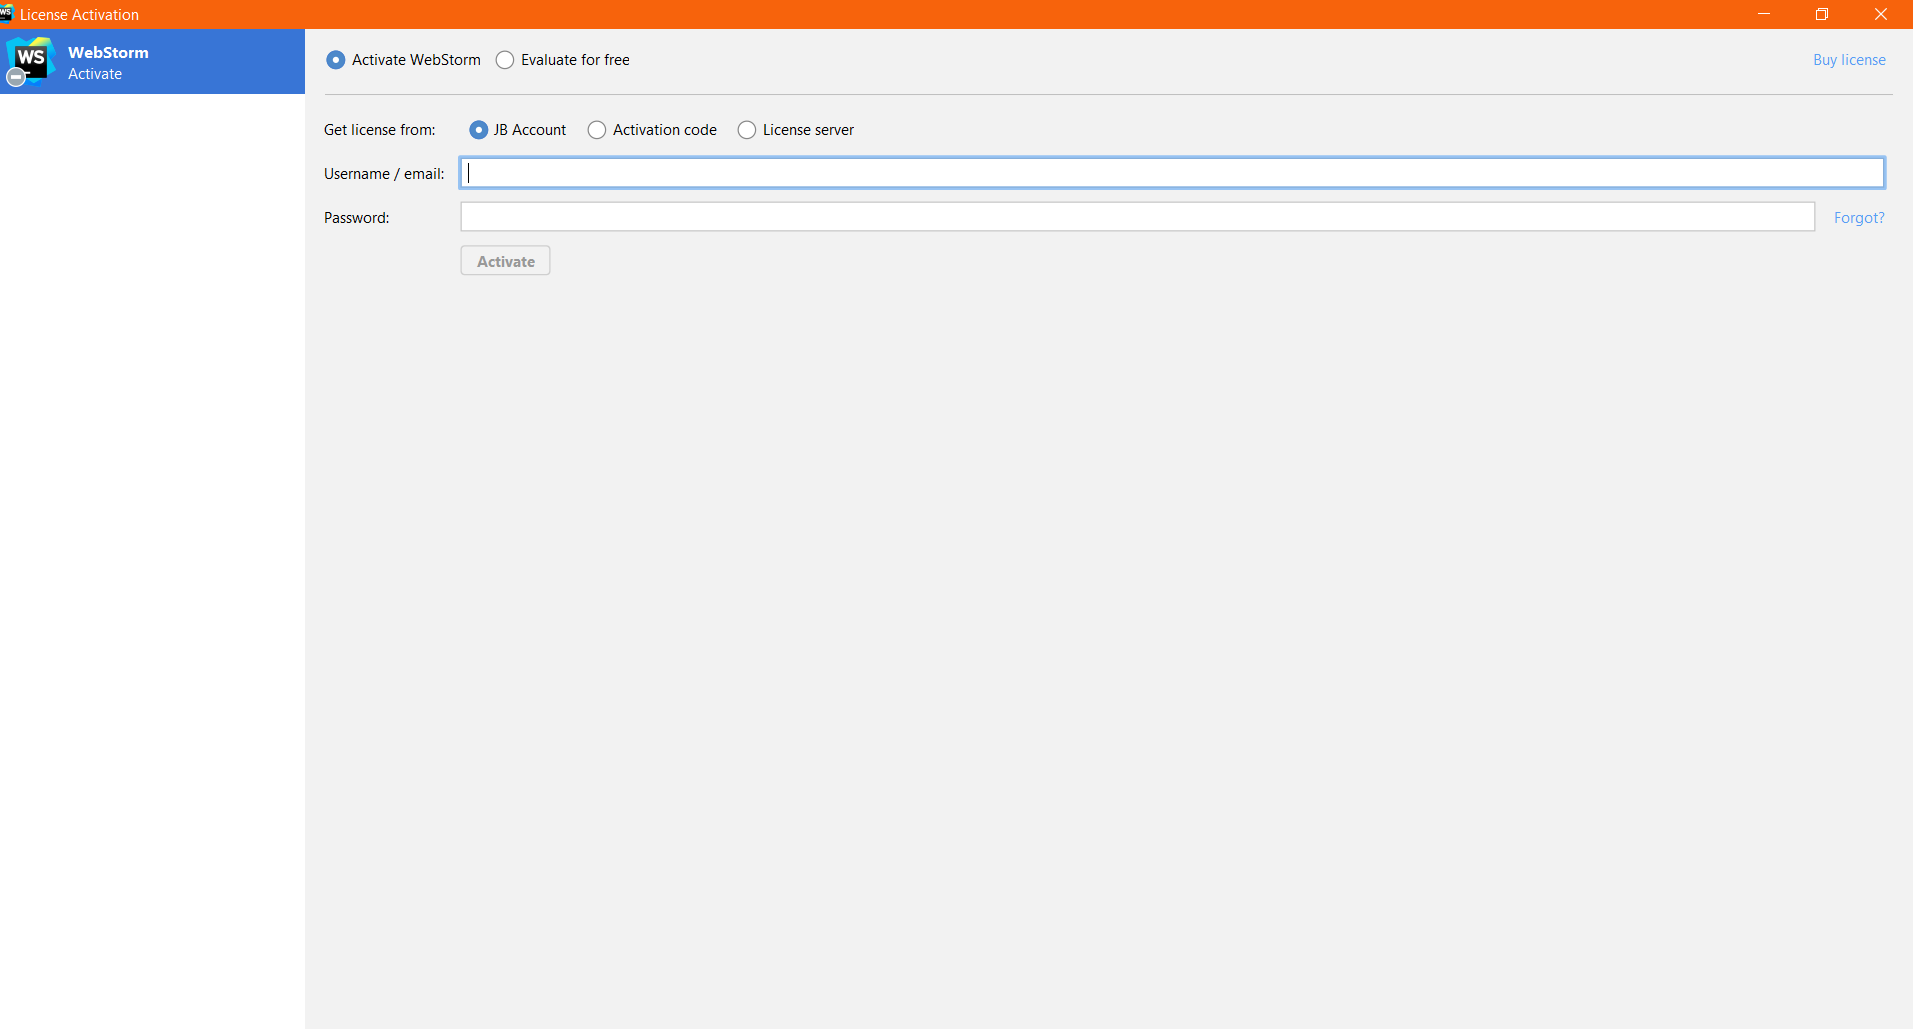 License Activation
WS
WebStorm
Activate
Activate WebStorm Evaluate for free Buy license
Get license from: JB Account Activation code License server
Username / email:
Password: Forgot?
Activate